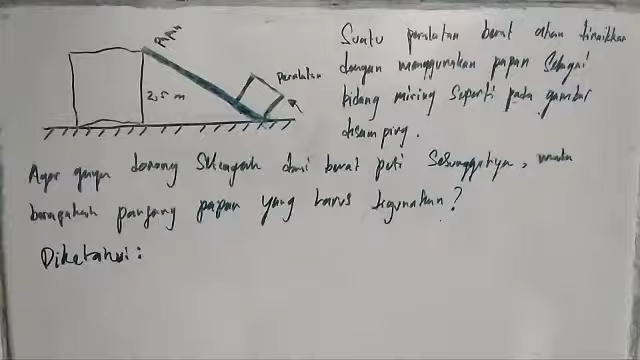 Papan
2,5 m
Peralatan
Suatu peralatan berat akan dinaikkan
dengan menggunakan papan sebagai
bidang miring seperti pada gambar
disamping.
Agar gaya dorong setengah dari berat peti sesungguhnya, maka
berapakah panjang papan yang harus digunakan?
Diketahui: